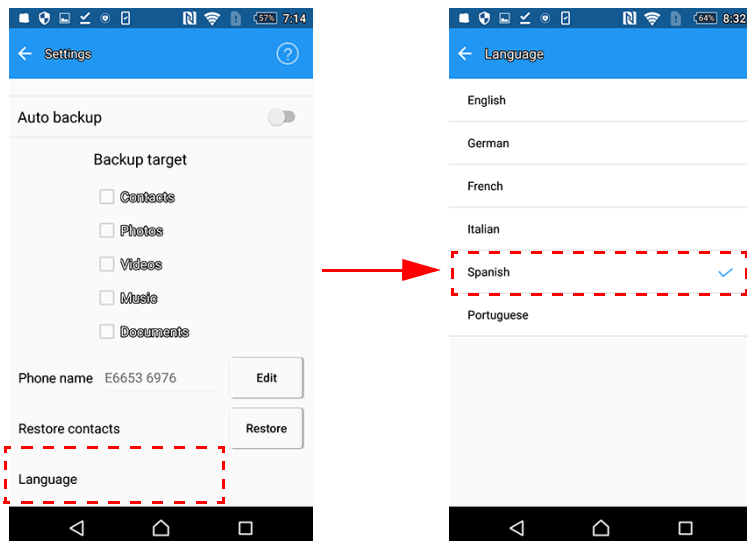 57% 7:14
Settings
Auto backup
Backup target
Contacts
Photos
Videos
Music
Documents
Phone name E6653 6976 Edit
Restore contacts Restore
Language
64% 8:32
Language
English
German
French
Italian
Spanish
Portuguese